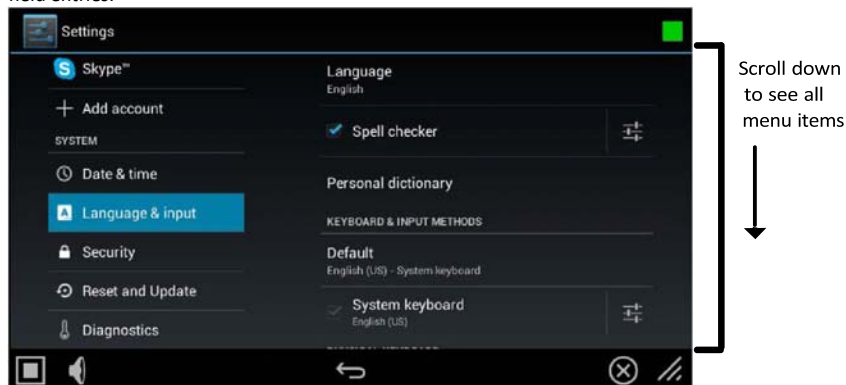 Settings
Skype™
Add account
SYSTEM
Date & time
Language & input
Security
Reset and Update
Diagnostics
Language
English
Spell checker
Personal dictionary
KEYBOARD & INPUT METHODS
Default
English (US) - System keyboard
System keyboard
English (US)
Scroll down
to see all
menu items